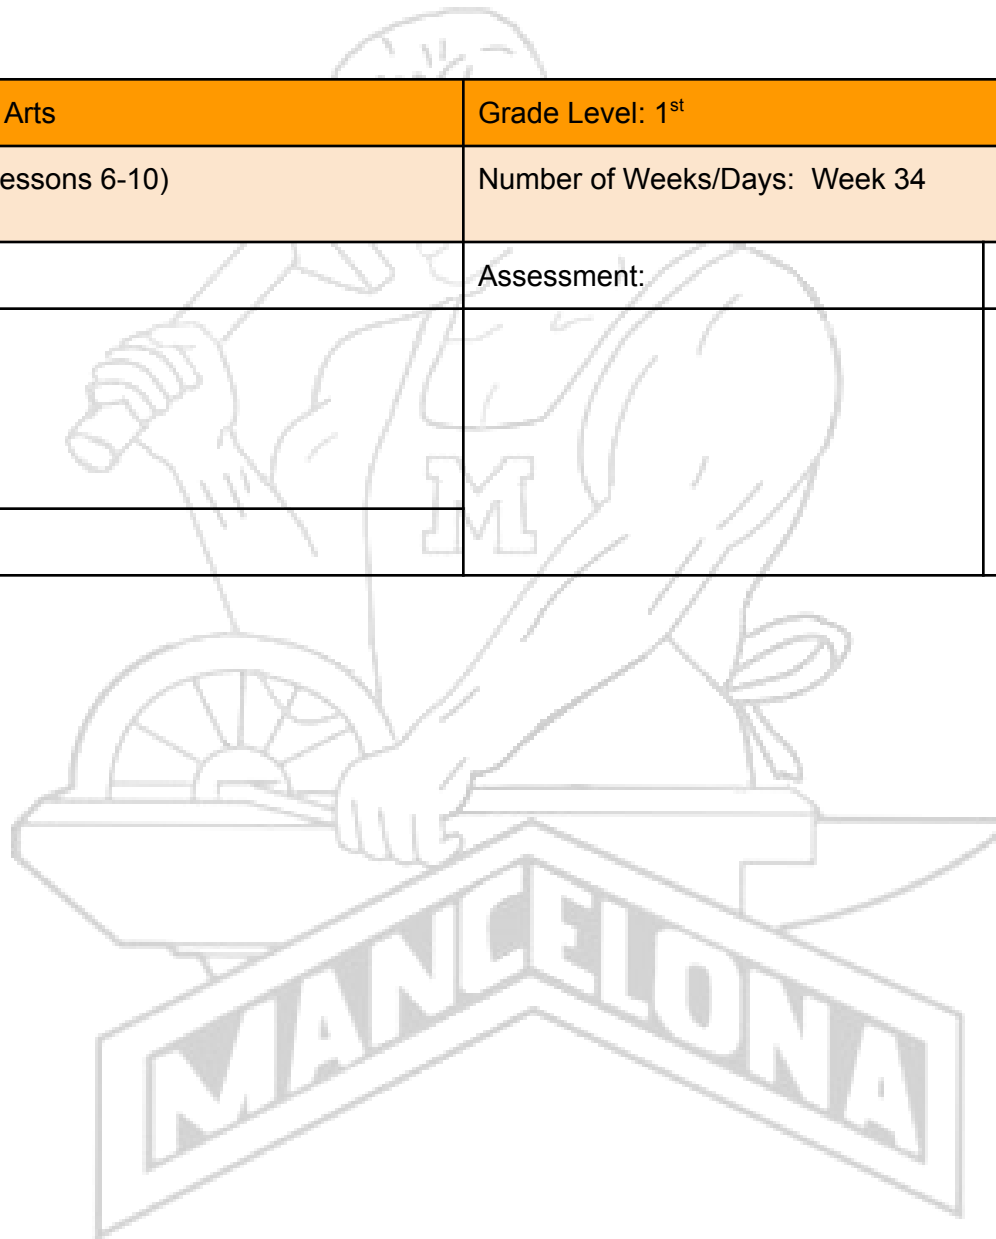 Arts
Grade Level: 1st
essons 6-10)
Number of Weeks/Days: Week 34
Assessment:
M
MANCELONA